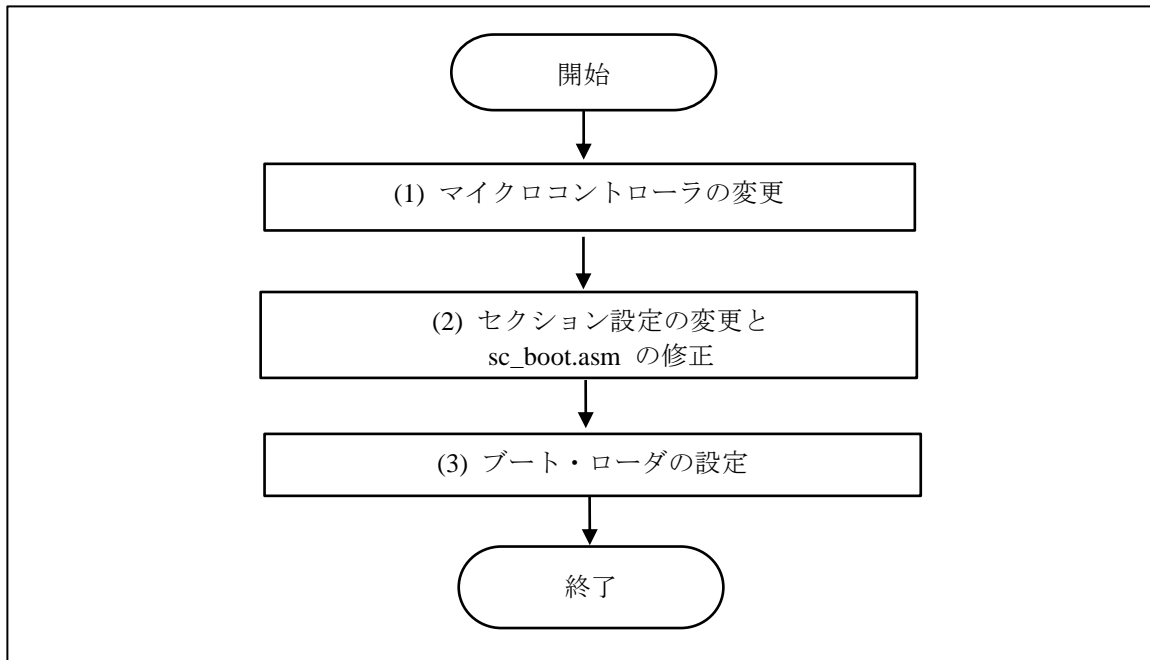 開始
(1) マイクロコントローラの変更
(2) セクション設定の変更と
sc_boot.asm の修正
(3) ブート・ローダの設定
終了